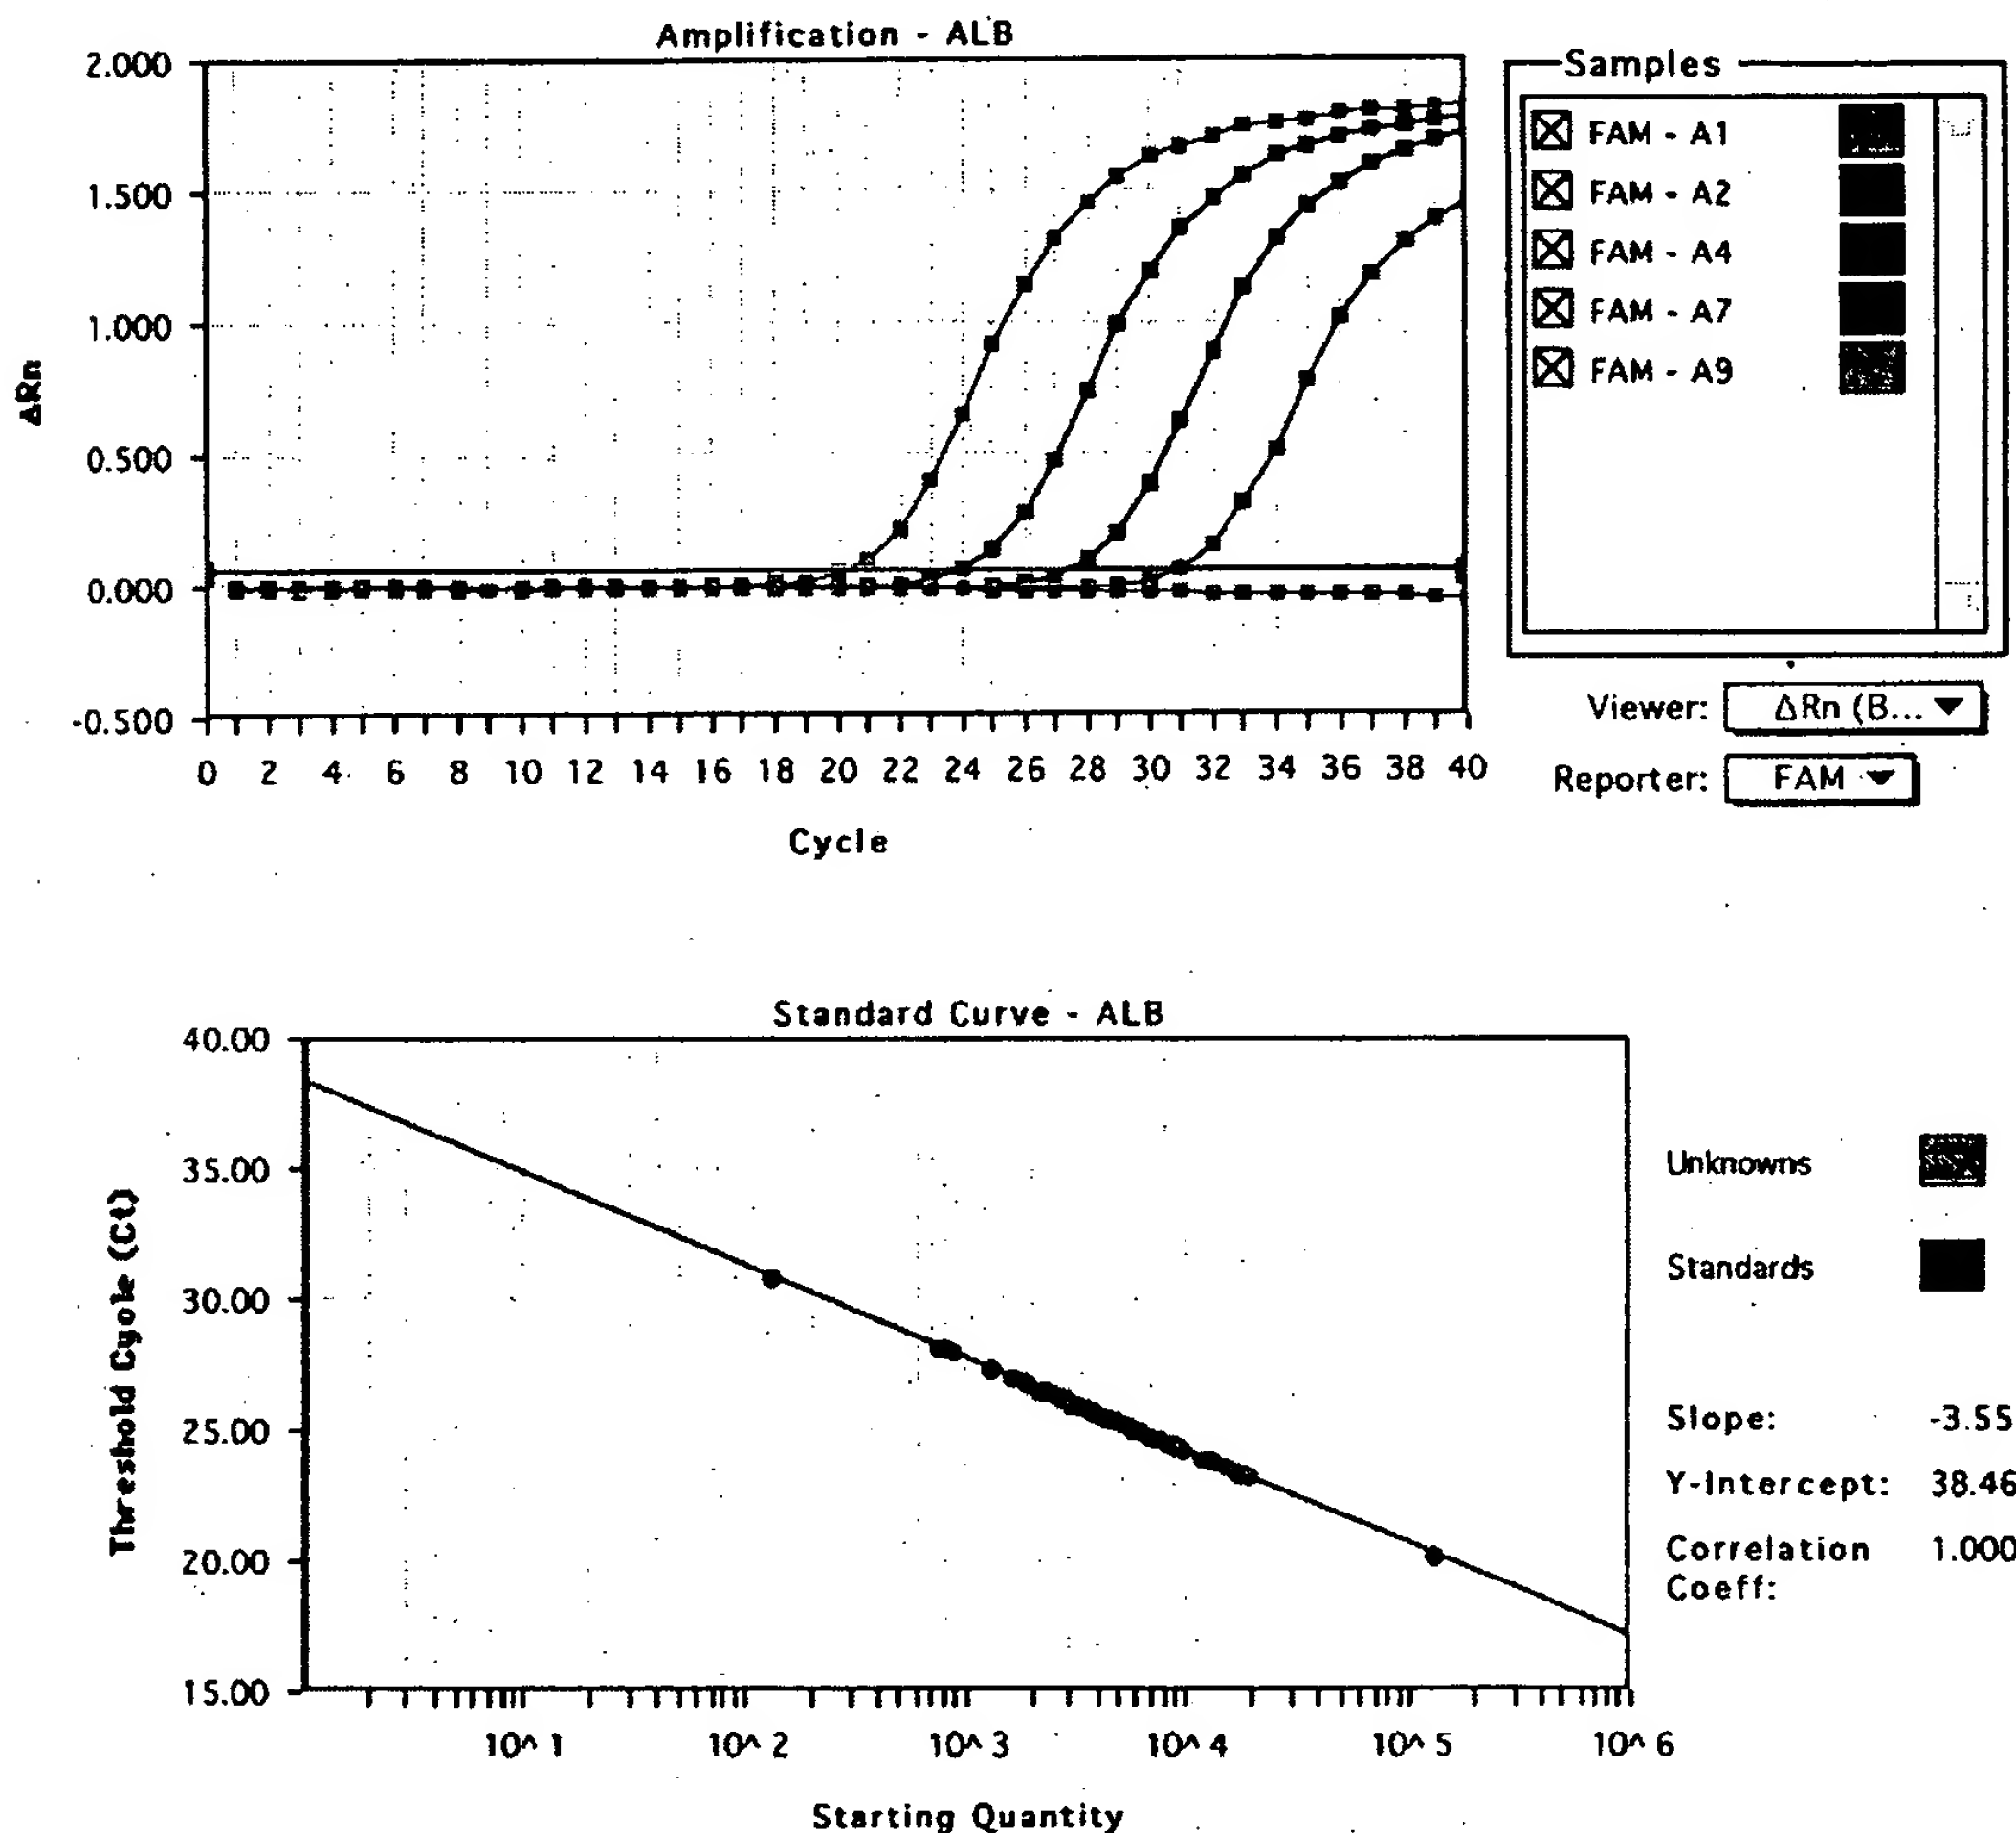 Amplification - ALB
2.000
1.500
1.000
0.500
0.000
-0.500
ΔRn
0 2 4 6 8 10 12 14 16 18 20 22 24 26 28 30 32 34 36 38 40
Cycle
Samples
FAM - A1
FAM - A2
FAM - A4
FAM - A7
FAM - A9
Viewer: ΔRn (B...
Reporter: FAM
Standard Curve - ALB
40.00
35.00
30.00
25.00
20.00
15.00
Threshold Cycle (Ct)
10^1 10^2 10^3 10^4 10^5 10^6
Starting Quantity
Unknowns
Standards
Slope: -3.55
Y-Intercept: 38.46
Correlation 1.000
Coeff: